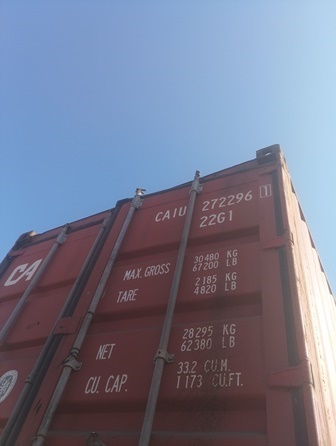 CAIU 272296 1
22G1
CA
MAX. GROSS 30480 KG
67200 LB
TARE 2185 KG
4820 LB
NET 28295 KG
62380 LB
CU. CAP. 33.2 CU.M.
1173 CU.FT.